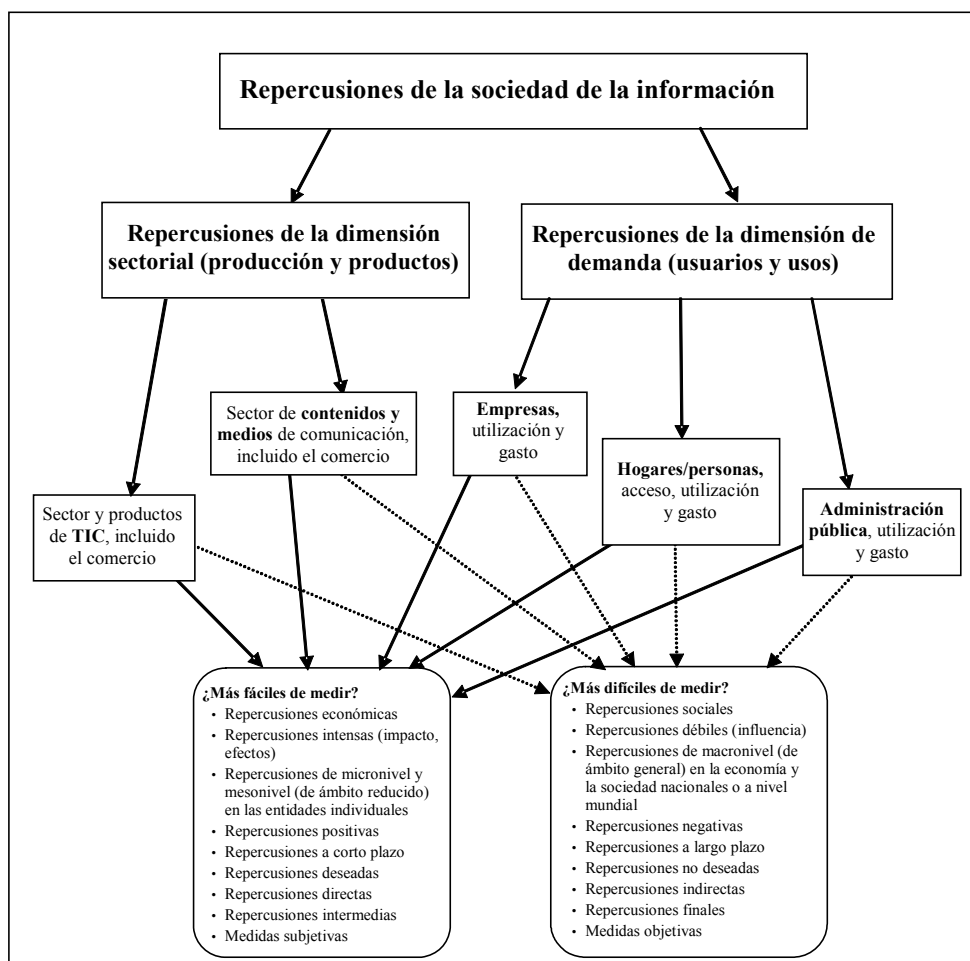 Repercusiones de la sociedad de la información
Repercusiones de la dimensión
sectorial (producción y productos)
Repercusiones de la dimensión de
demanda (usuarios y usos)
Sector de contenidos y
medios de comunicación,
incluido el comercio
Empresas,
utilización y
gasto
Hogares/personas,
acceso, utilización
y gasto
Sector y productos
de TIC, incluido
el comercio
Administración
pública, utilización
y gasto
¿Más fáciles de medir?
• Repercusiones económicas
• Repercusiones intensas (impacto,
efectos)
• Repercusiones de micronivel y
mesonivel (de ámbito reducido)
en las entidades individuales
• Repercusiones positivas
• Repercusiones a corto plazo
• Repercusiones deseadas
• Repercusiones directas
• Repercusiones intermedias
• Medidas subjetivas
¿Más difíciles de medir?
• Repercusiones sociales
• Repercusiones débiles (influencia)
• Repercusiones de macronivel (de
ámbito general) en la economía y
la sociedad nacionales o a nivel
mundial
• Repercusiones negativas
• Repercusiones a largo plazo
• Repercusiones no deseadas
• Repercusiones indirectas
• Repercusiones finales
• Medidas objetivas